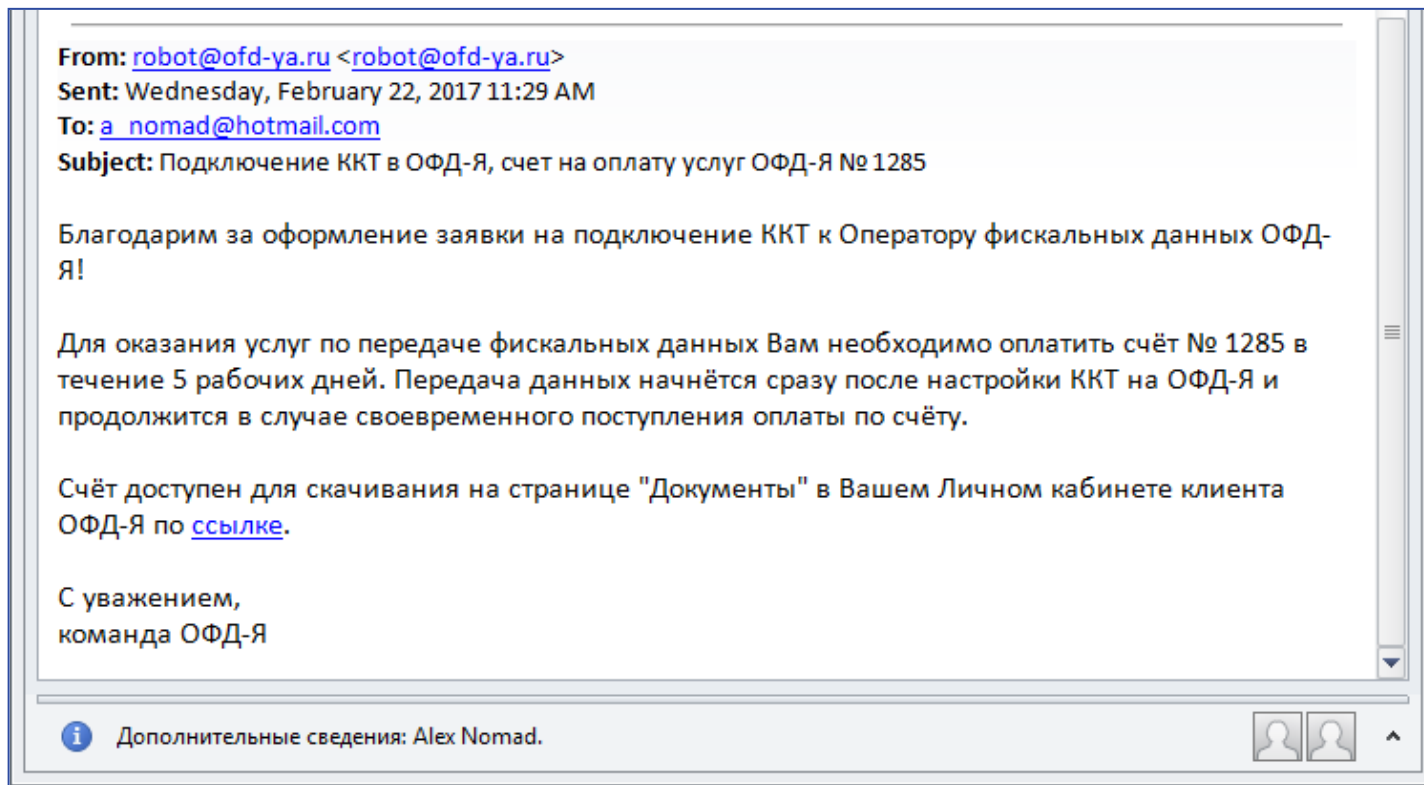 From: robot@ofd-ya.ru <robot@ofd-ya.ru>
Sent: Wednesday, February 22, 2017 11:29 AM
To: a_nomad@hotmail.com
Subject: Подключение ККТ в ОФД-Я, счет на оплату услуг ОФД-Я № 1285
Благодарим за оформление заявки на подключение ККТ к Оператору фискальных данных ОФД-
Я!
Для оказания услуг по передаче фискальных данных Вам необходимо оплатить счёт № 1285 в
течение 5 рабочих дней. Передача данных начнётся сразу после настройки ККТ на ОФД-Я и
продолжится в случае своевременного поступления оплаты по счёту.
Счёт доступен для скачивания на странице "Документы" в Вашем Личном кабинете клиента
ОФД-Я по ссылке.
С уважением,
команда ОФД-Я
Дополнительные сведения: Alex Nomad.